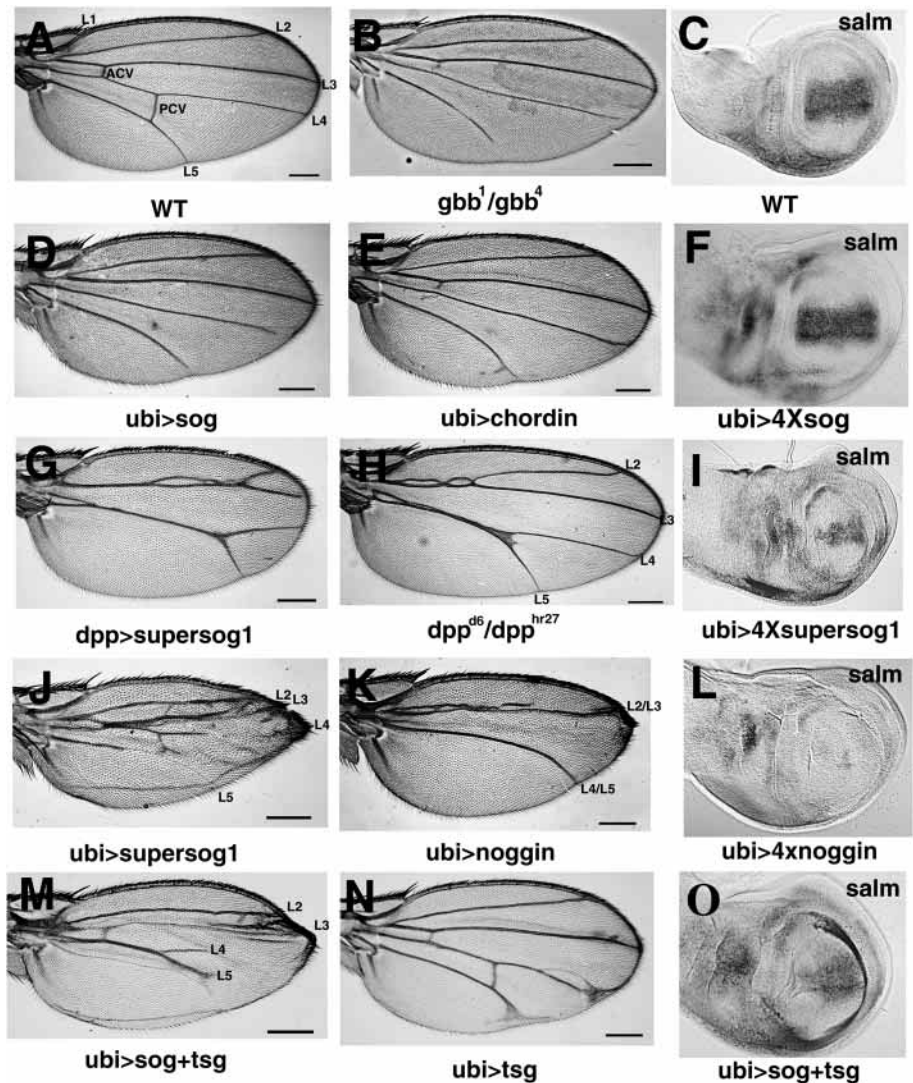 A
L1
L2
ACV
PCV
L3
L4
L5
WT
B
gbb1/gbb4
C
salm
WT
D
ubi>sog
E
ubi>chordin
F
salm
ubi>4Xsog
G
dpp>supersog1
H
L2
L3
L4
L5
dppd6/dpphr27
I
salm
ubi>4Xsupersog1
J
L2
L3
L4
L5
ubi>supersog1
K
L2/L3
L4/L5
ubi>noggin
L
salm
ubi>4xnoggin
M
L2
L3
L4
L5
ubi>sog+tsg
N
ubi>tsg
O
salm
ubi>sog+tsg